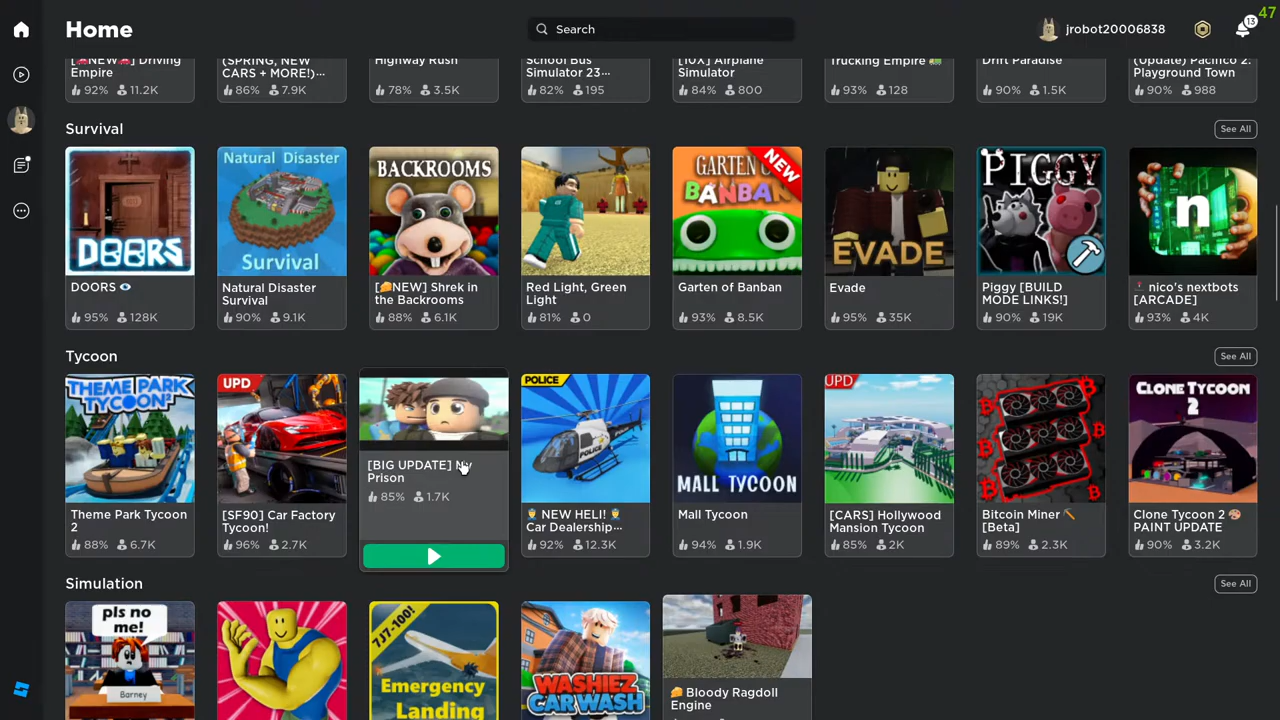 47
Home
Search
jrobot20006838
13
[🚗NEW🚗] Driving
Empire
92% 11.2K
(SPRING, NEW
CARS + MORE!)...
86% 7.9K
Highway Rush
78% 3.5K
School Bus
Simulator 23...
82% 195
[10X] Airplane
Simulator
84% 800
Trucking Empire 🚛
93% 128
Drift Paradise
90% 1.5K
(Update) Pacifico 2:
Playground Town
90% 988
Survival
See All
DOORS
DOORS 👁
95% 128K
Natural Disaster
Survival
Natural Disaster
Survival
90% 9.1K
BACKROOMS
[🧀NEW] Shrek in
the Backrooms
88% 6.1K
Red Light, Green
Light
81% 0
GARTEN OF
BANBAN
NEW
Garten of Banban
93% 8.5K
EVADE
Evade
95% 35K
PIGGY
Piggy [BUILD
MODE LINKS!]
90% 19K
n
nico's nextbots
[ARCADE]
93% 4K
Tycoon
See All
THEME PARK
TYCOON 2
Theme Park Tycoon
2
88% 6.7K
UPD
[SF90] Car Factory
Tycoon!
96% 2.7K
[BIG UPDATE] My
Prison
85% 1.7K
POLICE
👮 NEW HELI! 👮
Car Dealership...
92% 12.3K
MALL TYCOON
Mall Tycoon
94% 1.9K
UPD
[CARS] Hollywood
Mansion Tycoon
85% 2K
Bitcoin Miner ⛏
[Beta]
89% 2.3K
CLONE TYCOON
2
Clone Tycoon 2 🎨
PAINT UPDATE
90% 3.2K
Simulation
See All
pls no
me!
Barney
7J7-100!
Emergency
Landing
WASHIEZ
CAR WASH
🧀 Bloody Ragdoll
Engine